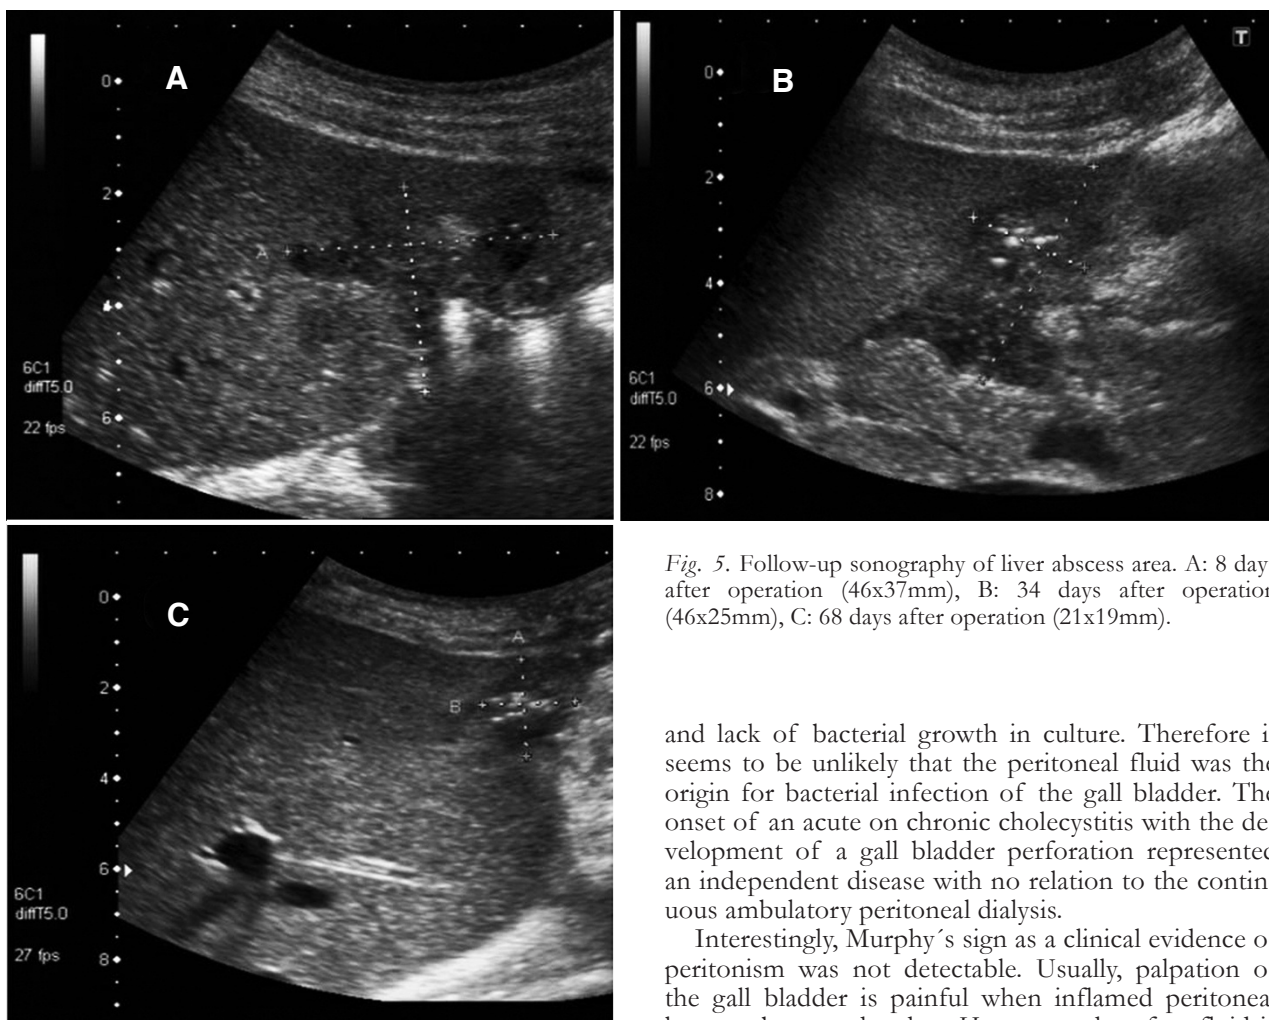 A
0
2
4
6
A
6C1
diffT5.0
22 fps
B
T
0
2
4
6
8
6C1
diffT5.0
22 fps
C
0
2
4
6
8
A
B
6C1
diffT5.0
27 fps
Fig. 5. Follow-up sonography of liver abscess area. A: 8 day
after operation (46x37mm), B: 34 days after operation
(46x25mm), C: 68 days after operation (21x19mm).
and lack of bacterial growth in culture. Therefore i
seems to be unlikely that the peritoneal fluid was the
origin for bacterial infection of the gall bladder. The
onset of an acute on chronic cholecystitis with the de
velopment of a gall bladder perforation represented
an independent disease with no relation to the contin
uous ambulatory peritoneal dialysis.
Interestingly, Murphy´s sign as a clinical evidence o
peritonism was not detectable. Usually, palpation o
the gall bladder is painful when inflamed peritonea